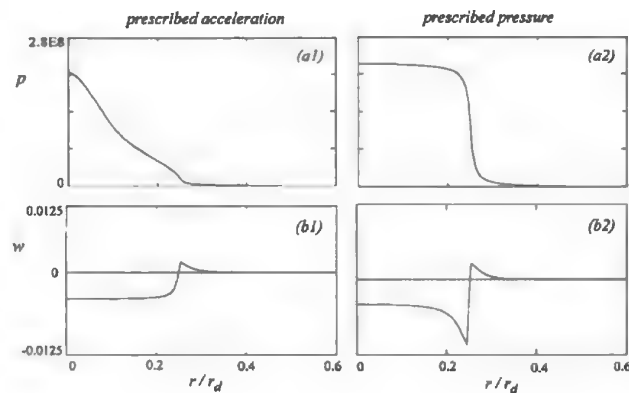 prescribed acceleration prescribed pressure
2.8E8 (a1) (a2)
p
0
0.0125 (b1) (b2)
w 0
-0.0125
0 0.2 0.4 0.6 0 0.2 0.4 0.6
r / r_d r / r_d